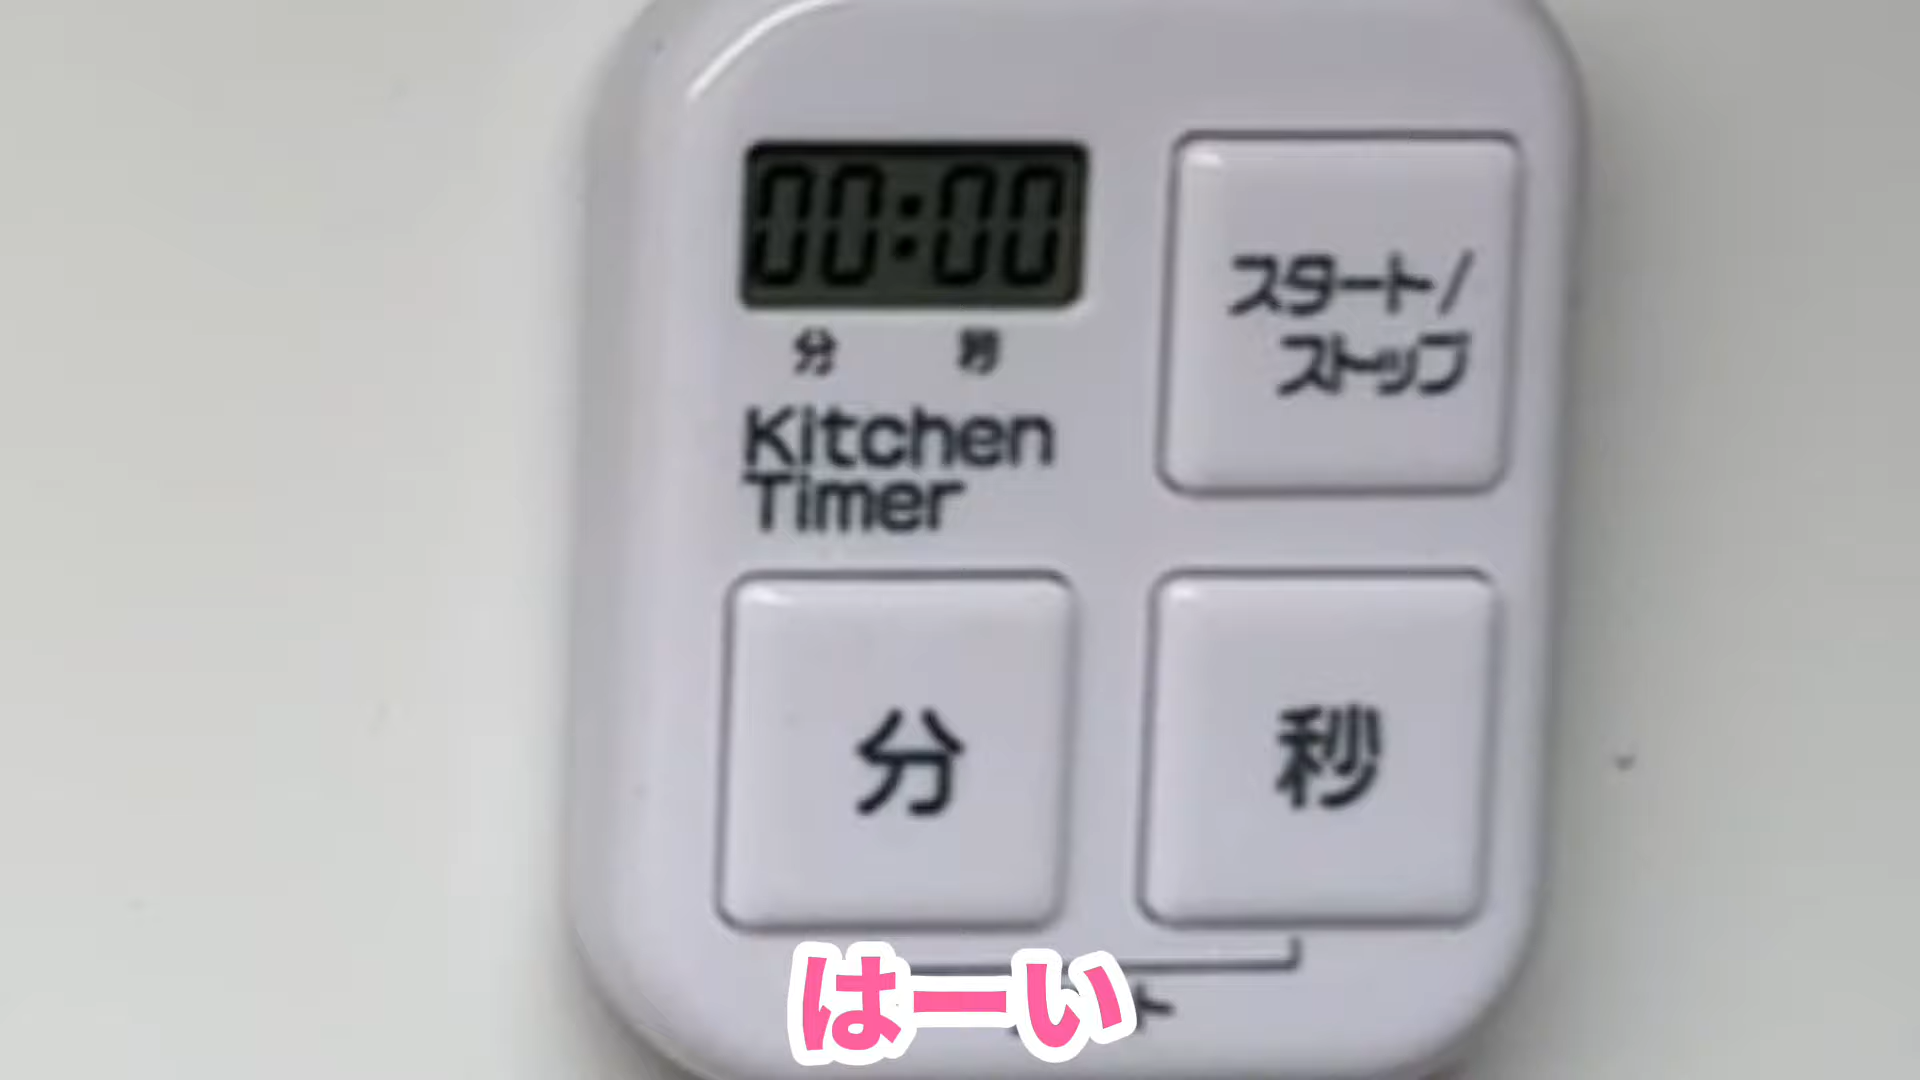 00:00
分 秒
Kitchen
Timer
スタート/
ストップ
分
秒
はーい